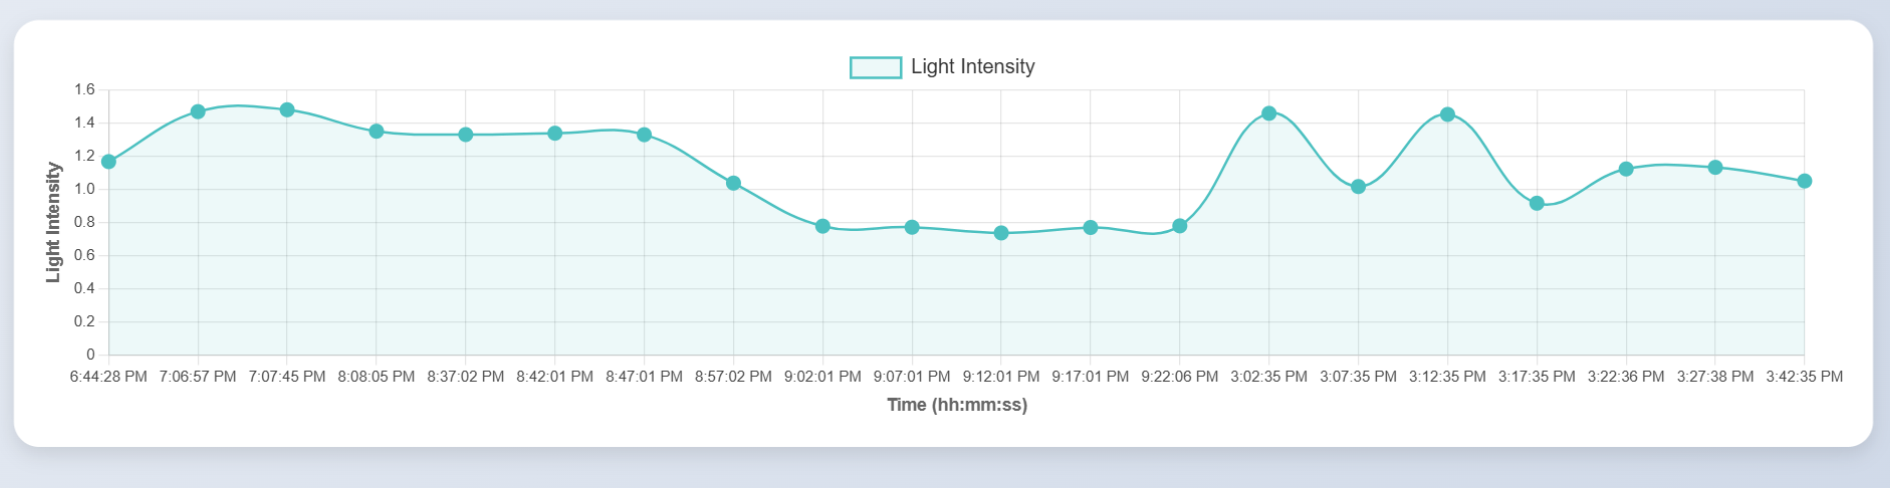 Light Intensity
1.6
1.4
1.2
1.0
0.8
0.6
0.4
0.2
0
Light Intensity
6:44:28 PM 7:06:57 PM 7:07:45 PM 8:08:05 PM 8:37:02 PM 8:42:01 PM 8:47:01 PM 8:57:02 PM 9:02:01 PM 9:07:01 PM 9:12:01 PM 9:17:01 PM 9:22:06 PM 3:02:35 PM 3:07:35 PM 3:12:35 PM 3:17:35 PM 3:22:36 PM 3:27:38 PM 3:42:35 PM
Time (hh:mm:ss)